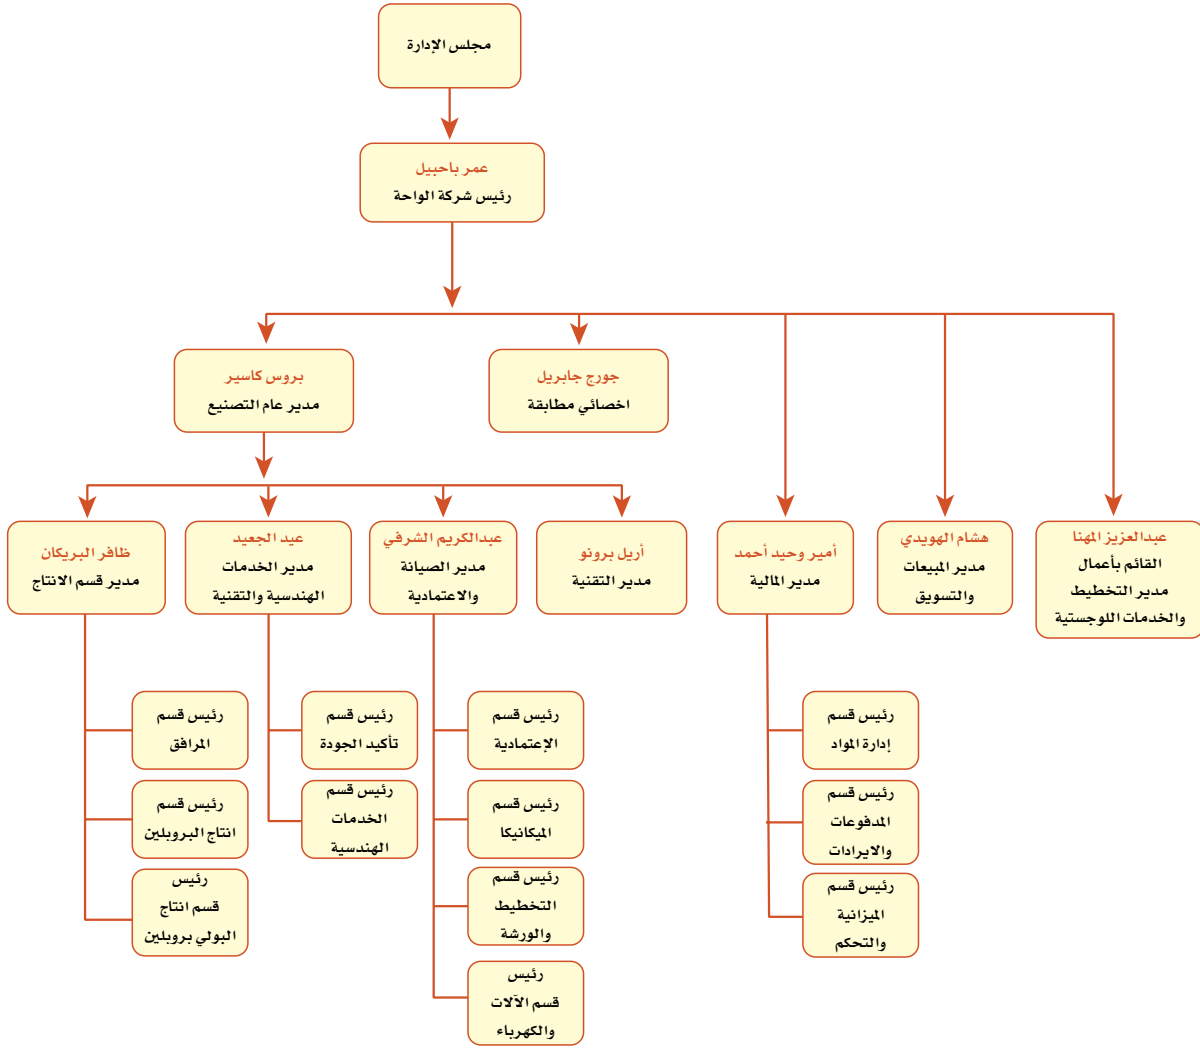 مجلس الإدارة
عمر باحبيل
رئيس شركة الواحة
بروس كاسير
مدير عام التصنيع
جورج جابريل
اخصائي مطابقة
ظافر البريكان
مدير قسم الانتاج
عيد الجعيد
مدير الخدمات
الهندسية والتقنية
عبدالكريم الشرفي
مدير الصيانة
والاعتمادية
أريل برونو
مدير التقنية
أمير وحيد أحمد
مدير المالية
هشام الهويدي
مدير المبيعات
والتسويق
عبدالعزيز المهنا
القائم بأعمال
مدير التخطيط
والخدمات اللوجستية
رئيس قسم
المرافق
رئيس قسم
انتاج البروبلين
رئيس
قسم انتاج
البولي بروبلين
رئيس قسم
تأكيد الجودة
رئيس قسم
الخدمات
الهندسية
رئيس قسم
الإعتمادية
رئيس قسم
الميكانيكا
رئيس قسم
التخطيط
والورشة
رئيس
قسم الآلات
والكهرباء
رئيس قسم
إدارة المواد
رئيس قسم
المدفوعات
والايرادات
رئيس قسم
الميزانية
والتحكم